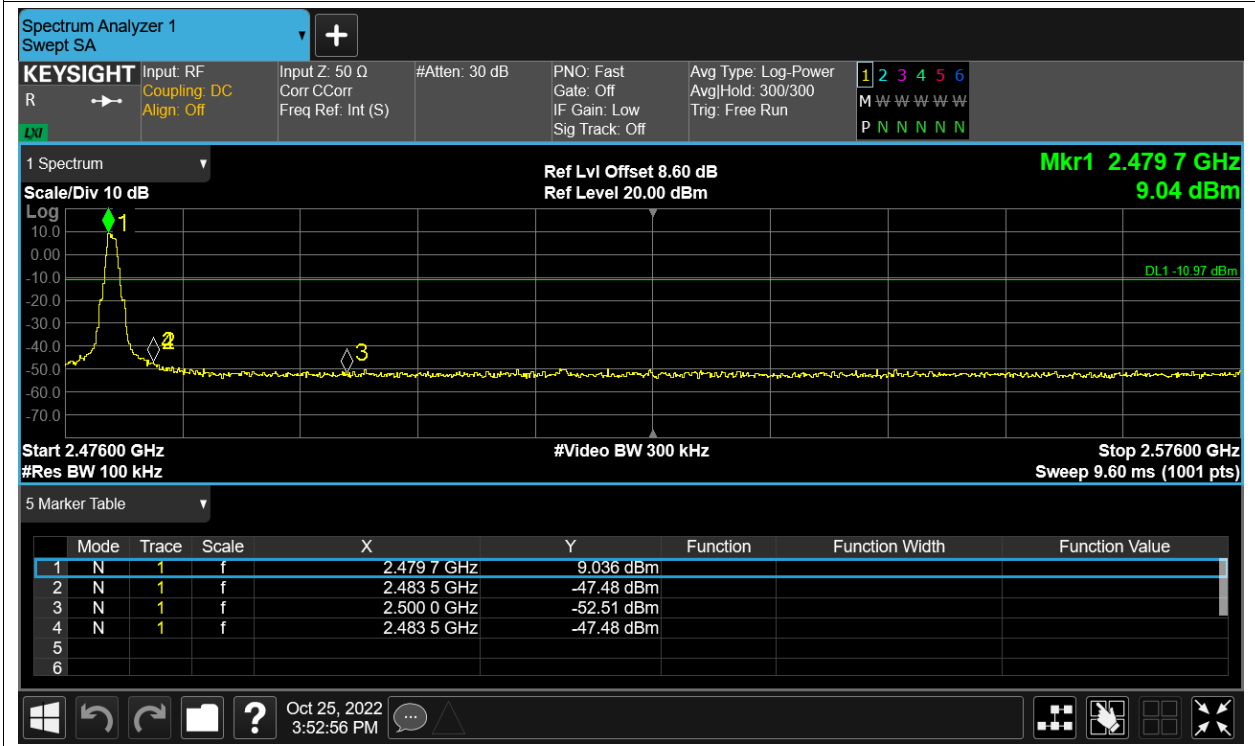 Spectrum Analyzer 1
Swept SA
KEYSIGHT Input: RF Input Z: 50 Ω #Atten: 30 dB PNO: Fast Avg Type: Log-Power 1 2 3 4 5 6
R Coupling: DC Corr CCorr Gate: Off Avg|Hold: 300/300 M W W W W W
Align: Off Freq Ref: Int (S) IF Gain: Low Trig: Free Run
LXI Sig Track: Off P N N N N N
1 Spectrum Ref Lvl Offset 8.60 dB Mkr1 2.479 7 GHz
Scale/Div 10 dB Ref Level 20.00 dBm 9.04 dBm
Log
1
10.0
0.00
DL1 -10.97 dBm
-10.0
-20.0
-30.0
-40.0
2
3
-50.0
-60.0
-70.0
Start 2.47600 GHz #Video BW 300 kHz Stop 2.57600 GHz
#Res BW 100 kHz Sweep 9.60 ms (1001 pts)
5 Marker Table
Mode Trace Scale X Y Function Function Width Function Value
1 N 1 f 2.479 7 GHz 9.036 dBm
2 N 1 f 2.483 5 GHz -47.48 dBm
3 N 1 f 2.500 0 GHz -52.51 dBm
4 N 1 f 2.483 5 GHz -47.48 dBm
5
6
? Oct 25, 2022
3:52:56 PM